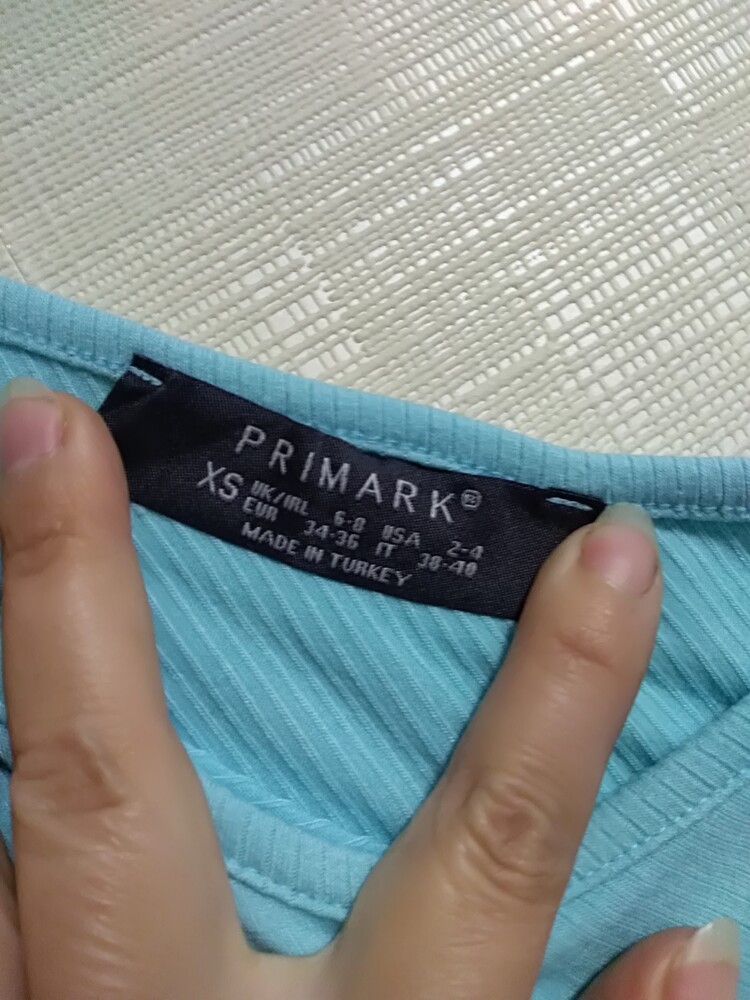 PRIMARK®
XS UK/IRL 6-8 USA 2-4
EUR 34-36 IT 38-40
MADE IN TURKEY